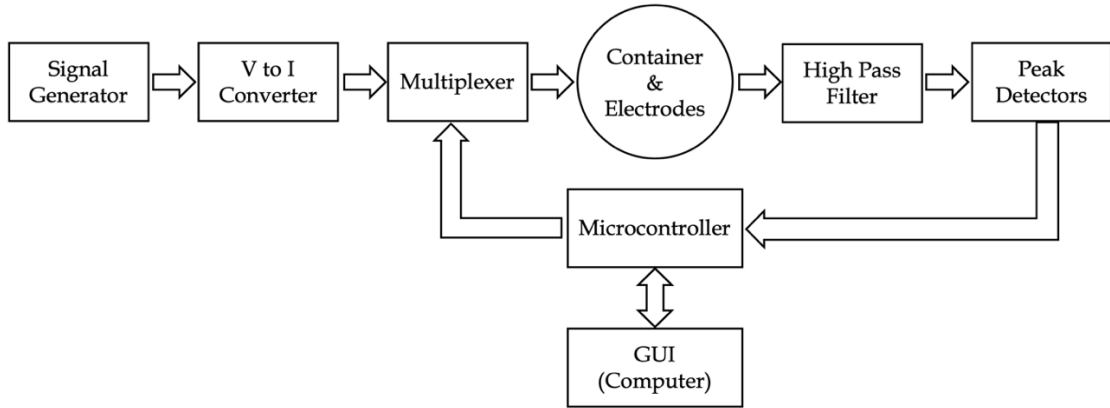 Signal
Generator
V to I
Converter
Multiplexer
Container
&
Electrodes
High Pass
Filter
Peak
Detectors
Microcontroller
GUI
(Computer)